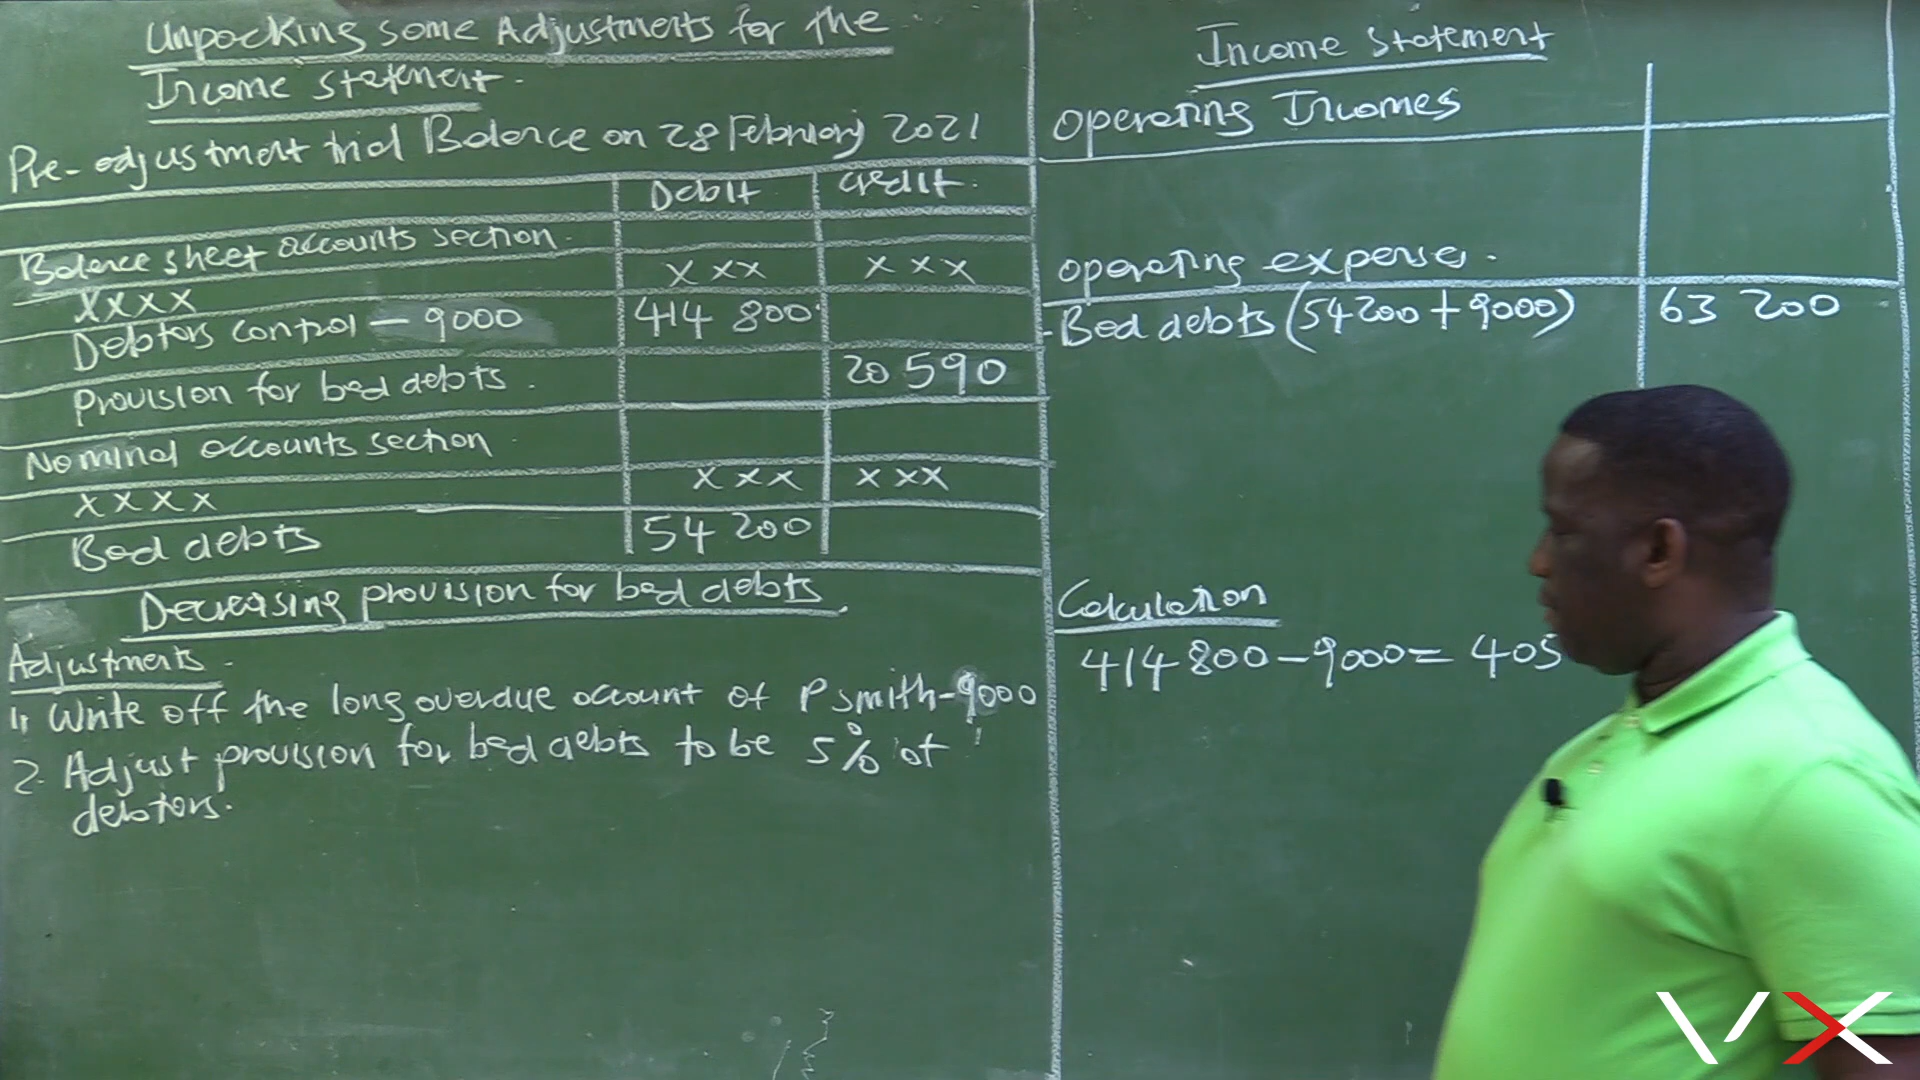 Unpacking some Adjustments for the
Income statement.
Pre-adjustment trial Balance on 28 February 2021
Debit Credit
Balance sheet accounts section
XXXX XXX XXX
Debtors control - 9000 414 800
Provision for bad debts. 20 590
Nominal accounts section
XXXX XXX XXX
Bad debts 54 200
Decreasing provision for bad debts.
Adjustments
1. Write off the long overdue account of P Smith-9000
2. Adjust provision for bad debts to be 5% of
debtors.
Income statement
Operating Incomes
Operating expenses.
Bad debts (54 200 + 9000) 63 200
Calculation
414 800 - 9000 = 405
VX